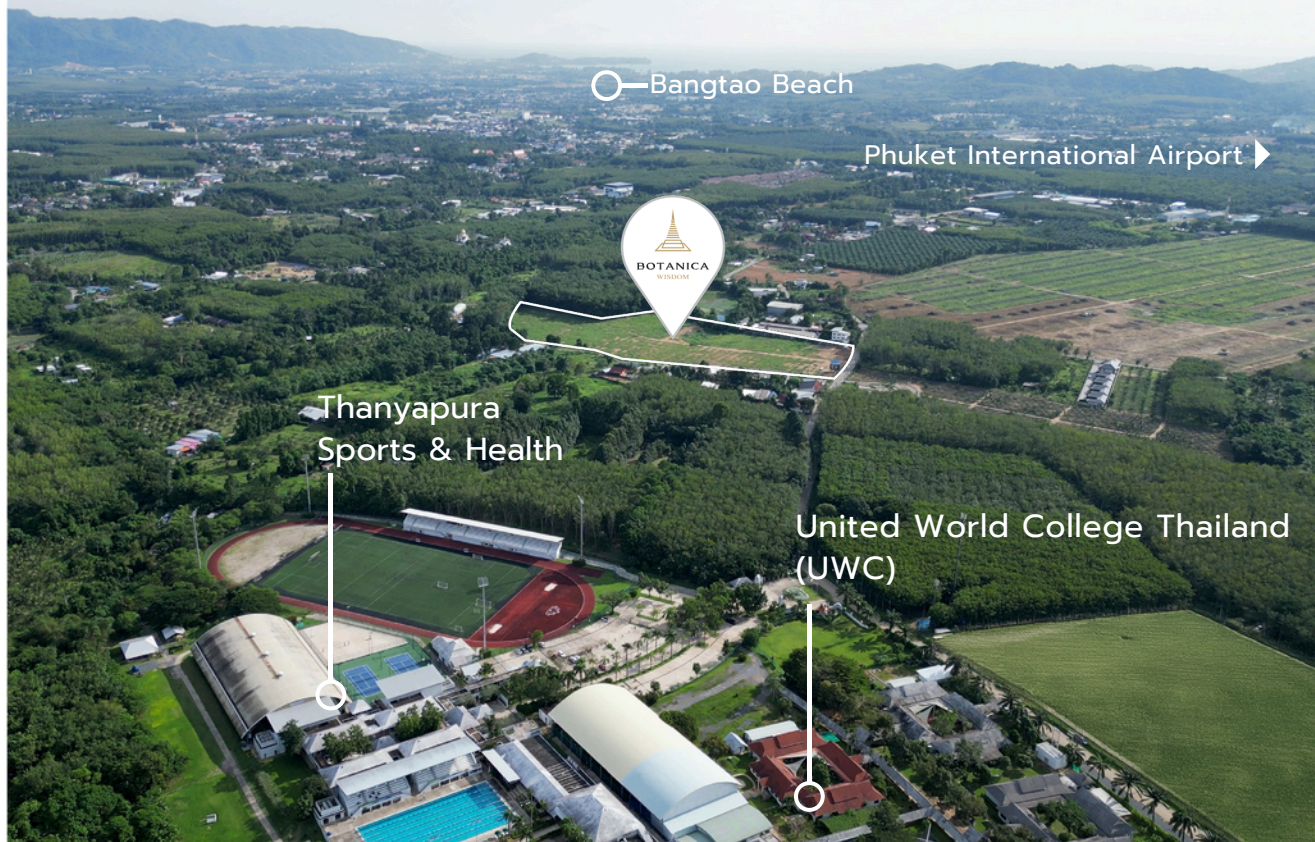 Bangtao Beach
Phuket International Airport
BOTANICA
WISDOM
Thanyapura
Sports & Health
United World College Thailand
(UWC)